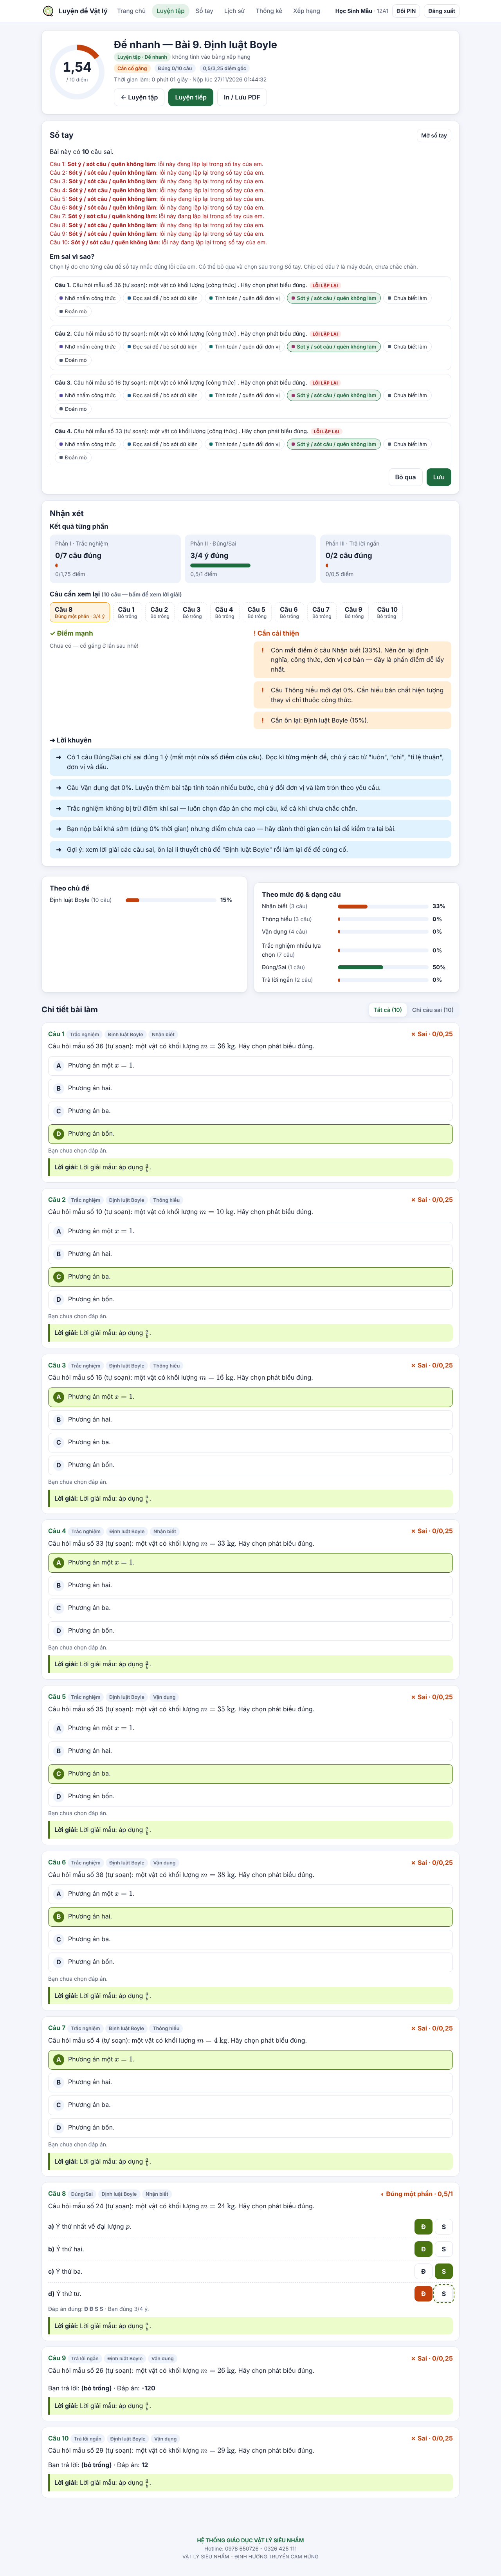 Luyện đề Vật lý Trang chủ Luyện tập Sổ tay Lịch sử Thống kê Xếp hạng Học Sinh Mẫu · 12A1 Đổi PIN Đăng xuất
1,54
/ 10 điểm
Đề nhanh — Bài 9. Định luật Boyle
Luyện tập · Đề nhanh không tính vào bảng xếp hạng
Cần cố gắng Đúng 0/10 câu 0,5/3,25 điểm gốc
Thời gian làm: 0 phút 01 giây · Nộp lúc 27/11/2026 01:44:32
← Luyện tập Luyện tiếp In / Lưu PDF
Sổ tay Mở sổ tay
Bài này có 10 câu sai.
Câu 1: Sót ý / sót câu / quên không làm: lỗi này đang lặp lại trong sổ tay của em.
Câu 2: Sót ý / sót câu / quên không làm: lỗi này đang lặp lại trong sổ tay của em.
Câu 3: Sót ý / sót câu / quên không làm: lỗi này đang lặp lại trong sổ tay của em.
Câu 4: Sót ý / sót câu / quên không làm: lỗi này đang lặp lại trong sổ tay của em.
Câu 5: Sót ý / sót câu / quên không làm: lỗi này đang lặp lại trong sổ tay của em.
Câu 6: Sót ý / sót câu / quên không làm: lỗi này đang lặp lại trong sổ tay của em.
Câu 7: Sót ý / sót câu / quên không làm: lỗi này đang lặp lại trong sổ tay của em.
Câu 8: Sót ý / sót câu / quên không làm: lỗi này đang lặp lại trong sổ tay của em.
Câu 9: Sót ý / sót câu / quên không làm: lỗi này đang lặp lại trong sổ tay của em.
Câu 10: Sót ý / sót câu / quên không làm: lỗi này đang lặp lại trong sổ tay của em.
Em sai vì sao?
Chọn lý do cho từng câu để sổ tay nhắc đúng lỗi của em. Có thể bỏ qua và chọn sau trong Sổ tay. Chip có dấu ? là máy đoán, chưa chắc chắn.
Câu 1. Câu hỏi mẫu số 36 (tự soạn): một vật có khối lượng [công thức] . Hãy chọn phát biểu đúng. LỖI LẶP LẠI
Nhớ nhầm công thức Đọc sai đề / bỏ sót dữ kiện Tính toán / quên đổi đơn vị Sót ý / sót câu / quên không làm Chưa biết làm
Đoán mò
Câu 2. Câu hỏi mẫu số 10 (tự soạn): một vật có khối lượng [công thức] . Hãy chọn phát biểu đúng. LỖI LẶP LẠI
Nhớ nhầm công thức Đọc sai đề / bỏ sót dữ kiện Tính toán / quên đổi đơn vị Sót ý / sót câu / quên không làm Chưa biết làm
Đoán mò
Câu 3. Câu hỏi mẫu số 16 (tự soạn): một vật có khối lượng [công thức] . Hãy chọn phát biểu đúng. LỖI LẶP LẠI
Nhớ nhầm công thức Đọc sai đề / bỏ sót dữ kiện Tính toán / quên đổi đơn vị Sót ý / sót câu / quên không làm Chưa biết làm
Đoán mò
Câu 4. Câu hỏi mẫu số 33 (tự soạn): một vật có khối lượng [công thức] . Hãy chọn phát biểu đúng. LỖI LẶP LẠI
Nhớ nhầm công thức Đọc sai đề / bỏ sót dữ kiện Tính toán / quên đổi đơn vị Sót ý / sót câu / quên không làm Chưa biết làm
Đoán mò
Bỏ qua Lưu
Nhận xét
Kết quả từng phần
Phần I · Trắc nghiệm Phần II · Đúng/Sai Phần III · Trả lời ngắn
0/7 câu đúng 3/4 ý đúng 0/2 câu đúng
0/1,75 điểm 0,5/1 điểm 0/0,5 điểm
Câu cần xem lại (10 câu — bấm để xem lời giải)
Câu 8 Câu 1 Câu 2 Câu 3 Câu 4 Câu 5 Câu 6 Câu 7 Câu 9 Câu 10
Đúng một phần · 3/4 ý Bỏ trống Bỏ trống Bỏ trống Bỏ trống Bỏ trống Bỏ trống Bỏ trống Bỏ trống Bỏ trống
✓ Điểm mạnh ! Cần cải thiện
Chưa có — cố gắng ở lần sau nhé!
! Còn mất điểm ở câu Nhận biết (33%). Nên ôn lại định
nghĩa, công thức, đơn vị cơ bản — đây là phần điểm dễ lấy
nhất.
! Câu Thông hiểu mới đạt 0%. Cần hiểu bản chất hiện tượng
thay vì chỉ thuộc công thức.
! Cần ôn lại: Định luật Boyle (15%).
➜ Lời khuyên
➜ Có 1 câu Đúng/Sai chỉ sai đúng 1 ý (mất một nửa số điểm của câu). Đọc kĩ từng mệnh đề, chú ý các từ "luôn", "chỉ", "tỉ lệ thuận",
đơn vị và dấu.
➜ Câu Vận dụng đạt 0%. Luyện thêm bài tập tính toán nhiều bước, chú ý đổi đơn vị và làm tròn theo yêu cầu.
➜ Trắc nghiệm không bị trừ điểm khi sai — luôn chọn đáp án cho mọi câu, kể cả khi chưa chắc chắn.
➜ Bạn nộp bài khá sớm (dùng 0% thời gian) nhưng điểm chưa cao — hãy dành thời gian còn lại để kiểm tra lại bài.
➜ Gợi ý: xem lời giải các câu sai, ôn lại lí thuyết chủ đề "Định luật Boyle" rồi làm lại đề để củng cố.
Theo chủ đề
Định luật Boyle (10 câu) 15%
Theo mức độ & dạng câu
Nhận biết (3 câu) 33%
Thông hiểu (3 câu) 0%
Vận dụng (4 câu) 0%
Trắc nghiệm nhiều lựa
chọn (7 câu) 0%
Đúng/Sai (1 câu) 50%
Trả lời ngắn (2 câu) 0%
Chi tiết bài làm Tất cả (10) Chỉ câu sai (10)
Câu 1 Trắc nghiệm Định luật Boyle Nhận biết × Sai · 0/0,25
Câu hỏi mẫu số 36 (tự soạn): một vật có khối lượng m = 36 kg. Hãy chọn phát biểu đúng.
A Phương án một x = 1.
B Phương án hai.
C Phương án ba.
D Phương án bốn.
Bạn chưa chọn đáp án.
Lời giải: Lời giải mẫu: áp dụng a/b.
Câu 2 Trắc nghiệm Định luật Boyle Thông hiểu × Sai · 0/0,25
Câu hỏi mẫu số 10 (tự soạn): một vật có khối lượng m = 10 kg. Hãy chọn phát biểu đúng.
A Phương án một x = 1.
B Phương án hai.
C Phương án ba.
D Phương án bốn.
Bạn chưa chọn đáp án.
Lời giải: Lời giải mẫu: áp dụng a/b.
Câu 3 Trắc nghiệm Định luật Boyle Thông hiểu × Sai · 0/0,25
Câu hỏi mẫu số 16 (tự soạn): một vật có khối lượng m = 16 kg. Hãy chọn phát biểu đúng.
A Phương án một x = 1.
B Phương án hai.
C Phương án ba.
D Phương án bốn.
Bạn chưa chọn đáp án.
Lời giải: Lời giải mẫu: áp dụng a/b.
Câu 4 Trắc nghiệm Định luật Boyle Nhận biết × Sai · 0/0,25
Câu hỏi mẫu số 33 (tự soạn): một vật có khối lượng m = 33 kg. Hãy chọn phát biểu đúng.
A Phương án một x = 1.
B Phương án hai.
C Phương án ba.
D Phương án bốn.
Bạn chưa chọn đáp án.
Lời giải: Lời giải mẫu: áp dụng a/b.
Câu 5 Trắc nghiệm Định luật Boyle Vận dụng × Sai · 0/0,25
Câu hỏi mẫu số 35 (tự soạn): một vật có khối lượng m = 35 kg. Hãy chọn phát biểu đúng.
A Phương án một x = 1.
B Phương án hai.
C Phương án ba.
D Phương án bốn.
Bạn chưa chọn đáp án.
Lời giải: Lời giải mẫu: áp dụng a/b.
Câu 6 Trắc nghiệm Định luật Boyle Vận dụng × Sai · 0/0,25
Câu hỏi mẫu số 38 (tự soạn): một vật có khối lượng m = 38 kg. Hãy chọn phát biểu đúng.
A Phương án một x = 1.
B Phương án hai.
C Phương án ba.
D Phương án bốn.
Bạn chưa chọn đáp án.
Lời giải: Lời giải mẫu: áp dụng a/b.
Câu 7 Trắc nghiệm Định luật Boyle Thông hiểu × Sai · 0/0,25
Câu hỏi mẫu số 4 (tự soạn): một vật có khối lượng m = 4 kg. Hãy chọn phát biểu đúng.
A Phương án một x = 1.
B Phương án hai.
C Phương án ba.
D Phương án bốn.
Bạn chưa chọn đáp án.
Lời giải: Lời giải mẫu: áp dụng a/b.
Câu 8 Đúng/Sai Định luật Boyle Nhận biết Đúng một phần · 0,5/1
Câu hỏi mẫu số 24 (tự soạn): một vật có khối lượng m = 24 kg. Hãy chọn phát biểu đúng.
a) Ý thứ nhất về đại lượng p. Đ S
b) Ý thứ hai. Đ S
c) Ý thứ ba. Đ S
d) Ý thứ tư. Đ S
Đáp án đúng: Đ Đ S S · Bạn đúng 3/4 ý.
Lời giải: Lời giải mẫu: áp dụng a/b.
Câu 9 Trả lời ngắn Định luật Boyle Vận dụng × Sai · 0/0,25
Câu hỏi mẫu số 26 (tự soạn): một vật có khối lượng m = 26 kg. Hãy chọn phát biểu đúng.
Bạn trả lời: (bỏ trống) · Đáp án: -120
Lời giải: Lời giải mẫu: áp dụng a/b.
Câu 10 Trả lời ngắn Định luật Boyle Vận dụng × Sai · 0/0,25
Câu hỏi mẫu số 29 (tự soạn): một vật có khối lượng m = 29 kg. Hãy chọn phát biểu đúng.
Bạn trả lời: (bỏ trống) · Đáp án: 12
Lời giải: Lời giải mẫu: áp dụng a/b.
HỆ THỐNG GIÁO DỤC VẬT LÝ SIÊU NHẨM
Hotline: 0978 650726 - 0326 425 111
VẬT LÝ SIÊU NHẨM - ĐỊNH HƯỚNG TRUYỀN CẢM HỨNG